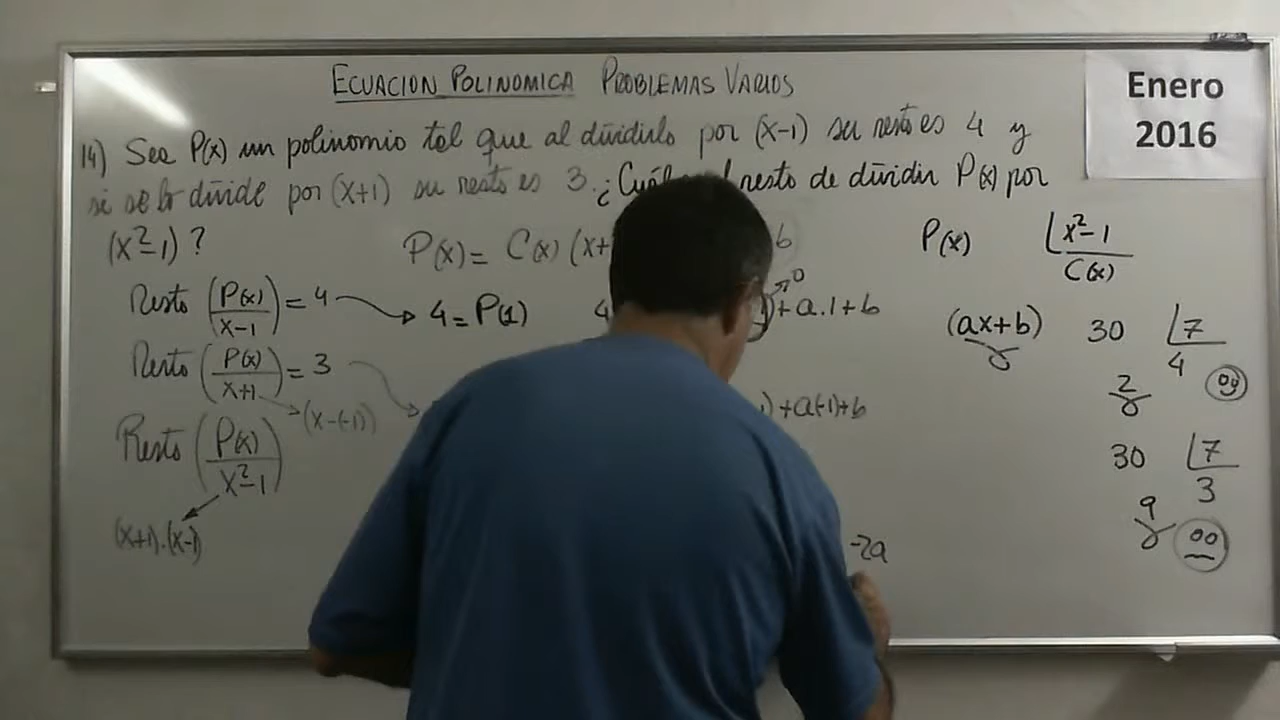 ECUACION POLINOMICA PROBLEMAS VARIOS
Enero
2016
14) Sea P(x) un polinomio tal que al dividirlo por (x-1) su resto es 4 y
si se lo divide por (x+1) su resto es 3. ¿Cuál el resto de dividir P(x) por
(x²-1)?
P(x) = C(x) (x+ b
P(x) x²-1
C(x)
Resto (P(x)/x-1) = 4
4 = P(1)
4 +a.1+b
0
(ax+b)
30 7
4
2
Resto (P(x)/x+1) = 3
(x-(-1))
) +a(-1)+b
Resto (P(x)/x²-1)
30 7
3
9
(x+1).(x-1)
-2a